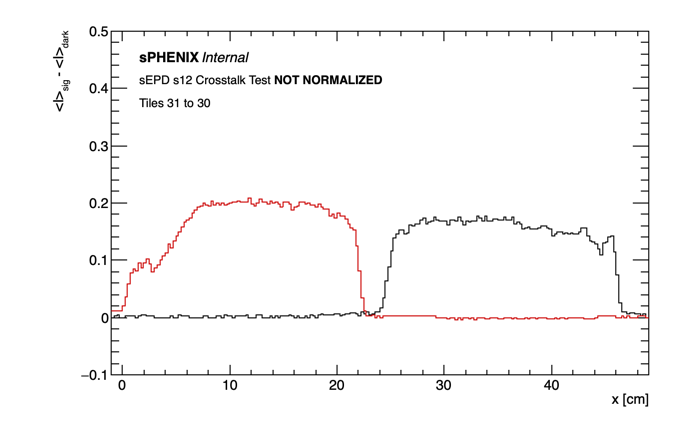 0.5
<I>sig - <I>dark
sPHENIX Internal
sEPD s12 Crosstalk Test NOT NORMALIZED
0.4
Tiles 31 to 30
0.3
0.2
0.1
0
−0.1
0 10 20 30 40
x [cm]